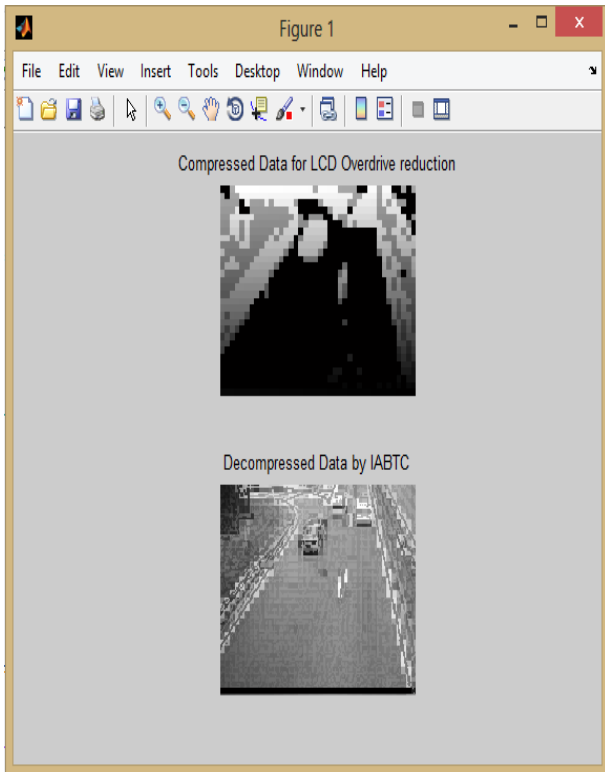 Figure 1
File Edit View Insert Tools Desktop Window Help
Compressed Data for LCD Overdrive reduction
Decompressed Data by IABTC